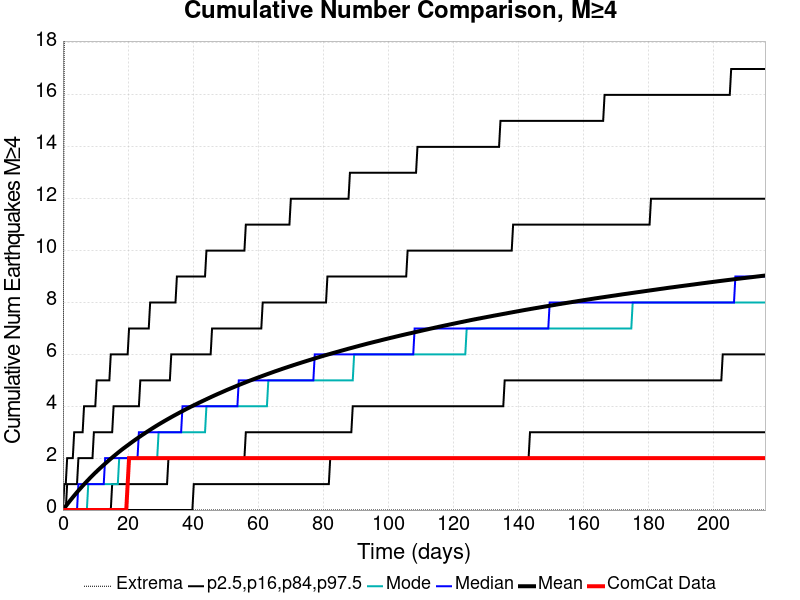 Cumulative Number Comparison, M≥4
Cumulative Num Earthquakes M≥4
18
16
14
12
10
8
6
4
2
0
0 20 40 60 80 100 120 140 160 180 200
Time (days)
Extrema p2.5,p16,p84,p97.5 Mode Median Mean ComCat Data